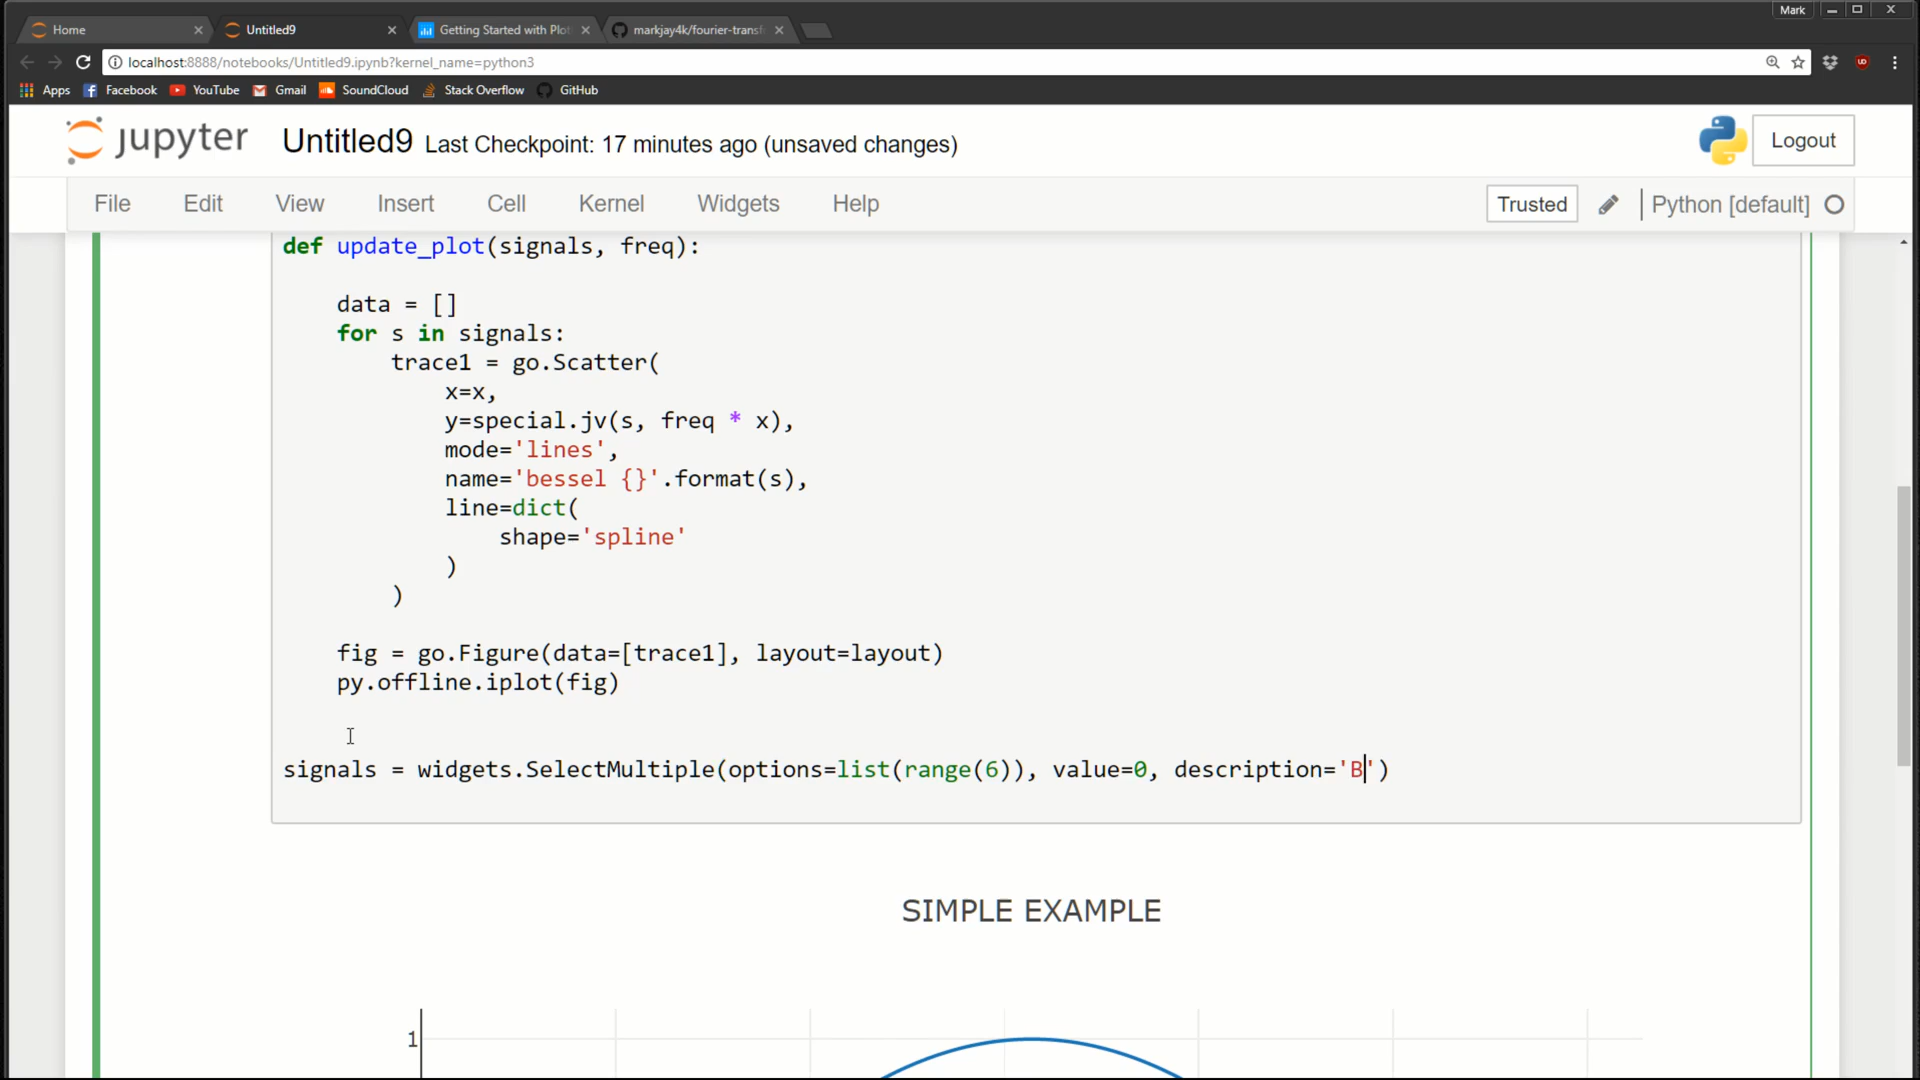 Mark
Home
Untitled9
Getting Started with Plot
markjay4k/fourier-transf
localhost:8888/notebooks/Untitled9.ipynb?kernel_name=python3
Apps Facebook YouTube Gmail SoundCloud Stack Overflow GitHub
jupyter Untitled9 Last Checkpoint: 17 minutes ago (unsaved changes) Logout
File Edit View Insert Cell Kernel Widgets Help Trusted Python [default]
def update_plot(signals, freq):
data = []
for s in signals:
trace1 = go.Scatter(
x=x,
y=special.jv(s, freq * x),
mode='lines',
name='bessel {}'.format(s),
line=dict(
shape='spline'
)
)
fig = go.Figure(data=[trace1], layout=layout)
py.offline.iplot(fig)
signals = widgets.SelectMultiple(options=list(range(6)), value=0, description='B')
SIMPLE EXAMPLE
1